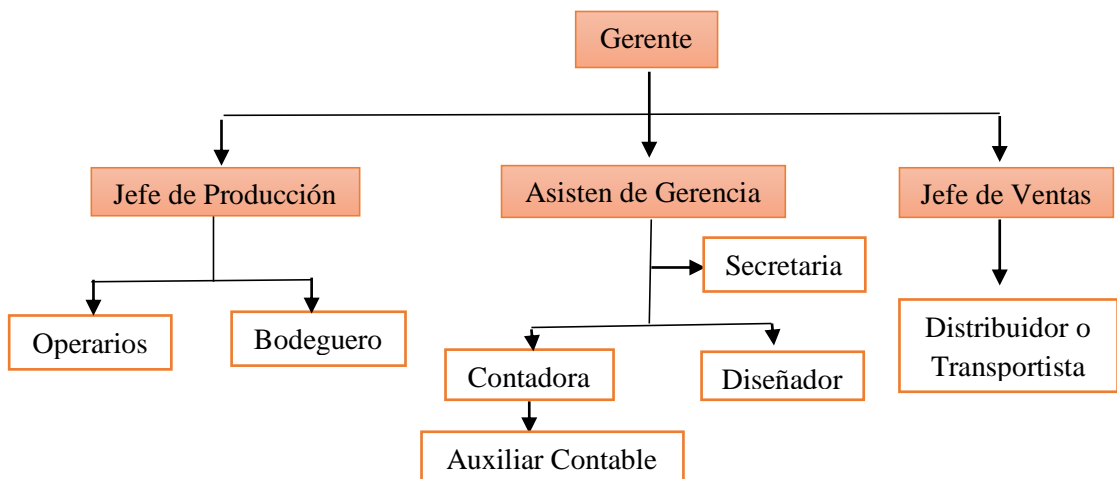 Gerente
Jefe de Producción
Asisten de Gerencia
Jefe de Ventas
Secretaria
Operarios
Bodeguero
Contadora
Diseñador
Distribuidor o
Transportista
Auxiliar Contable